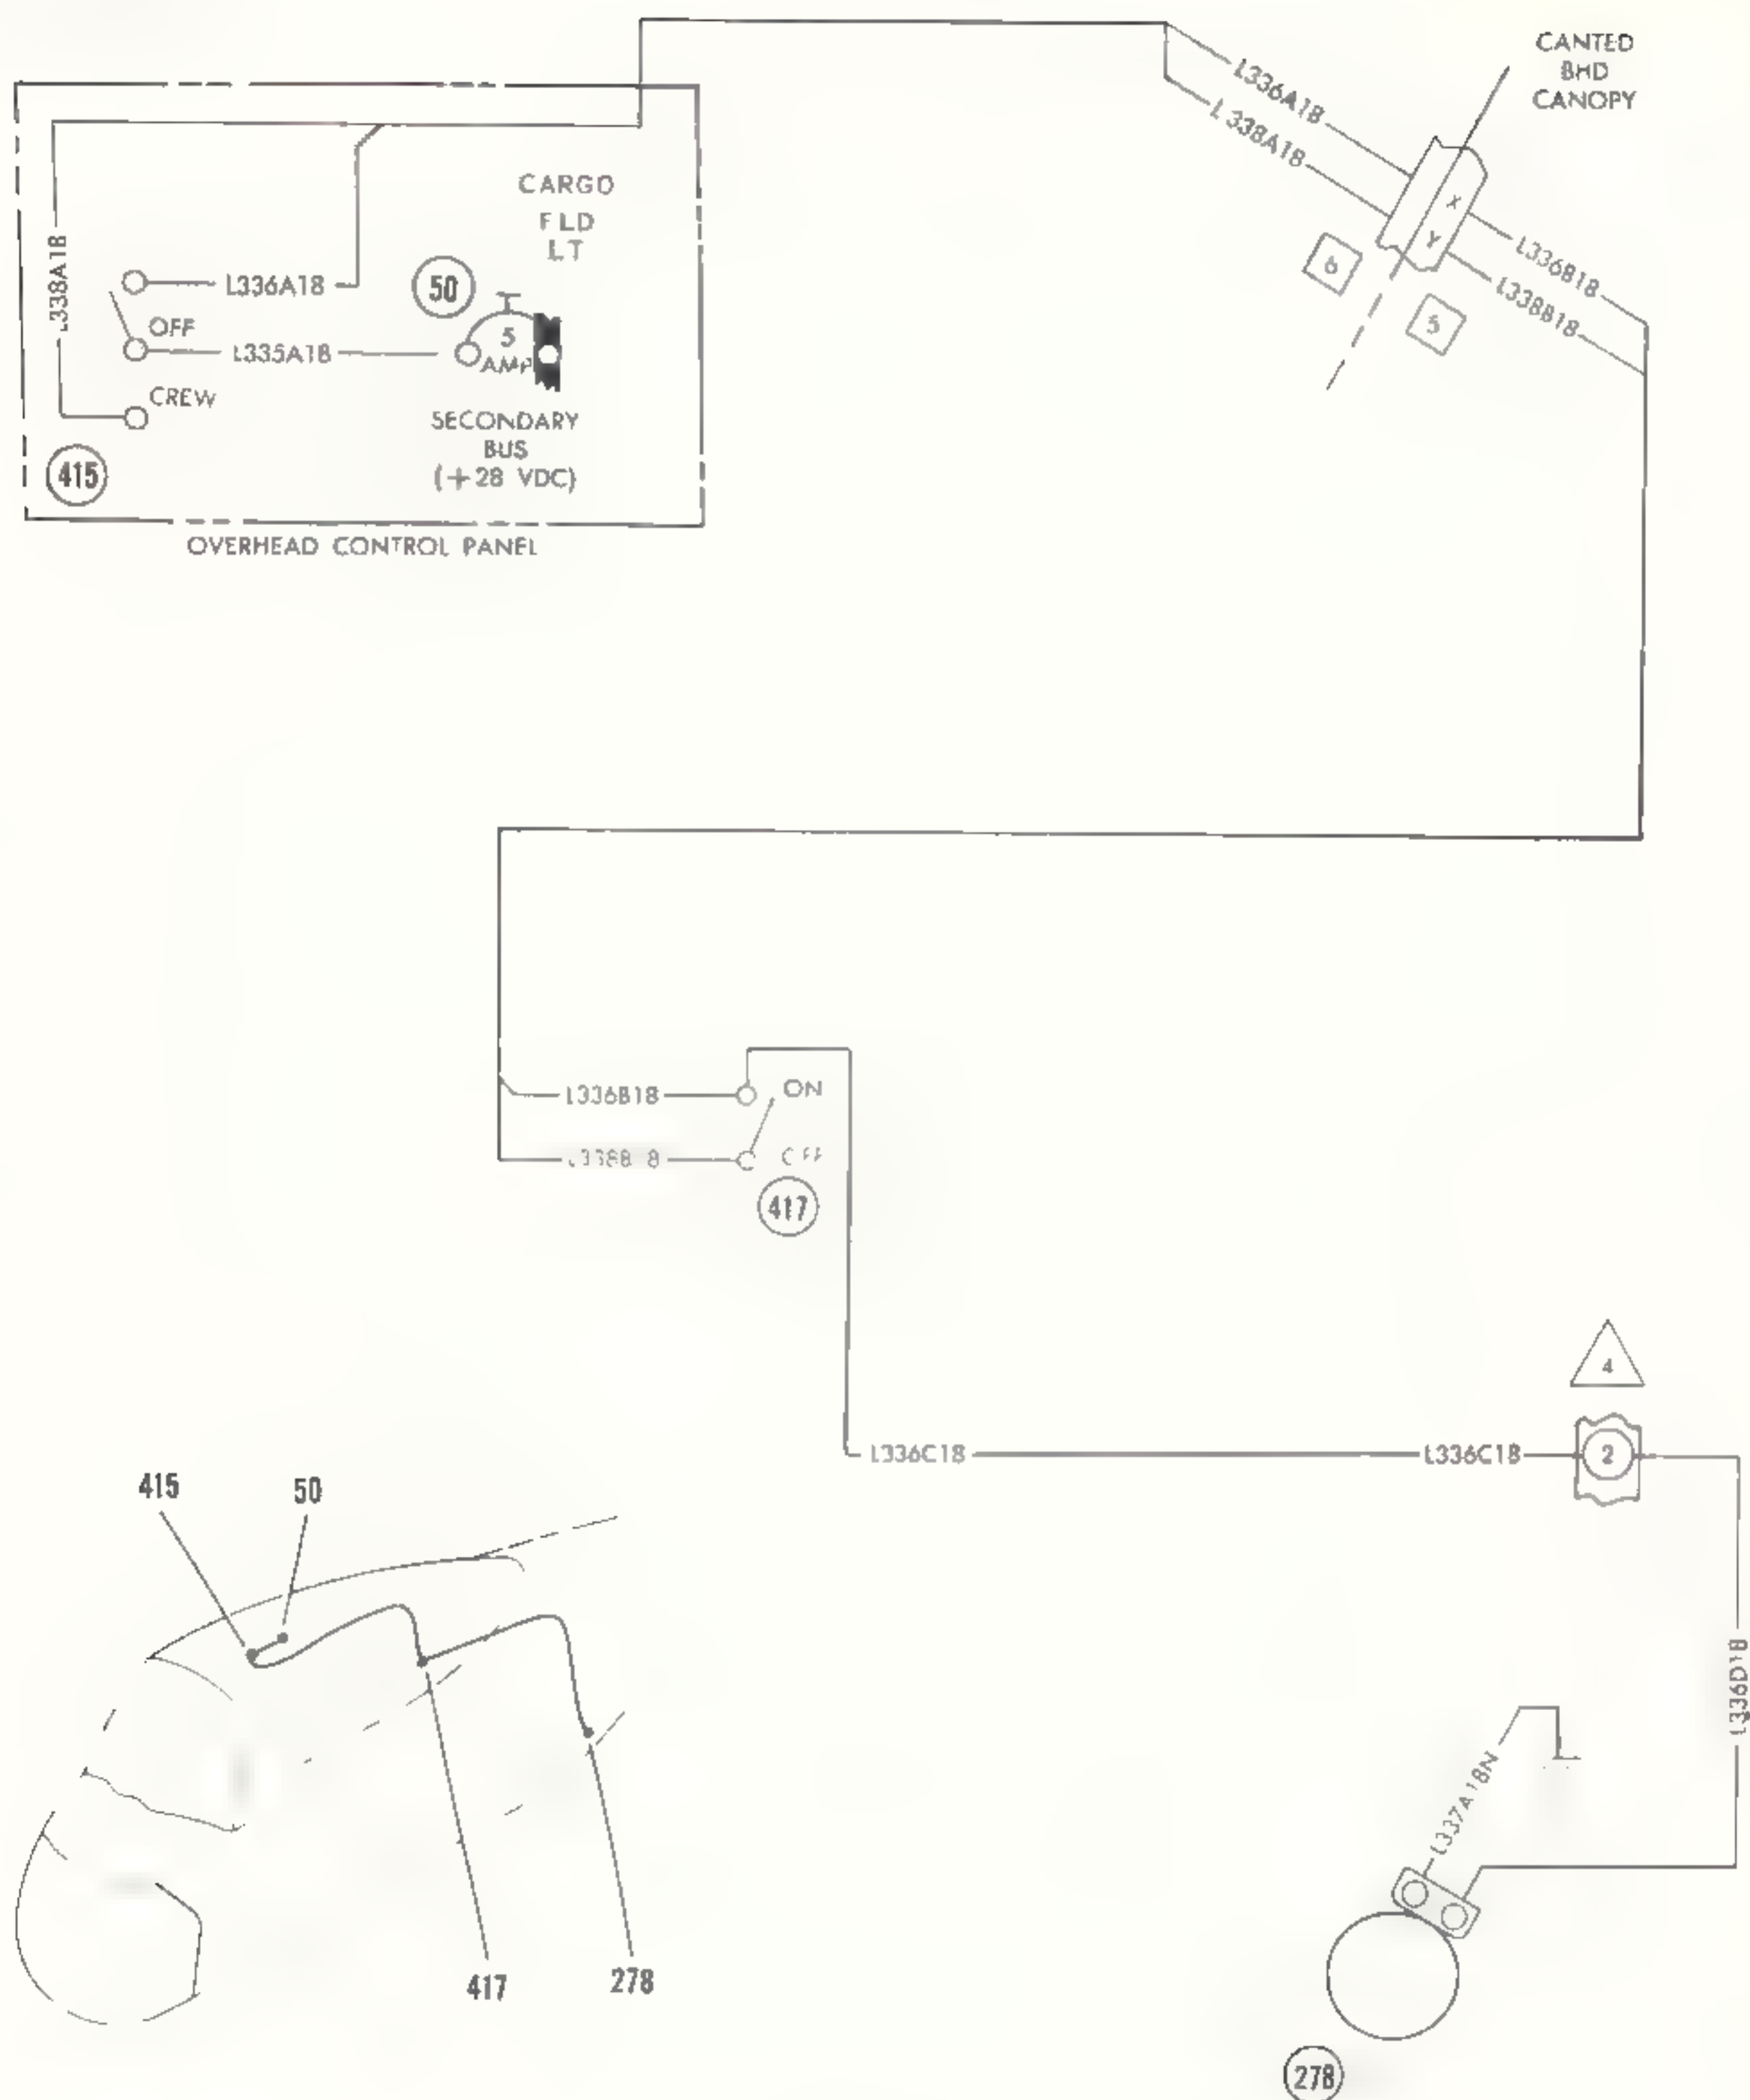 CANTED
BHD
CANOPY
L336A18
L338A18
X
Y
6
5
L336B18
L338B18
CARGO
FLD
LT
L338A18
L336A18
50
OFF
5
AMP
L335A18
CREW
SECONDARY
BUS
(+28 VDC)
415
OVERHEAD CONTROL PANEL
L336B18
ON
OFF
417
4
L336C18
L336C18
2
415
50
L336D18
L337A18N
417
278
278